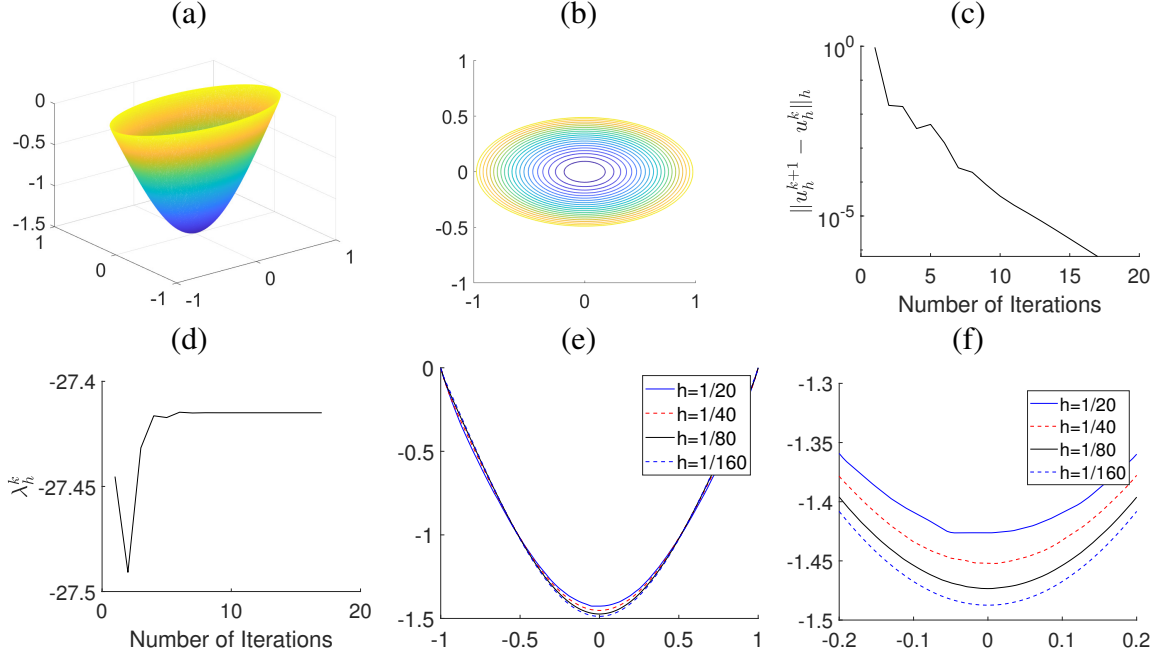 (a)
0
-0.5
-1
-1.5
1
0
-1
-1
0
1
(b)
1
0.5
0
-0.5
-1
-1
0
1
(c)
10^0
10^-5
||u_h^{k+1} − u_h^k||_h
0
5
10
15
20
Number of Iterations
(d)
-27.4
-27.45
-27.5
λ_h^k
0
10
20
Number of Iterations
(e)
0
-0.5
-1
-1.5
-1
-0.5
0
0.5
1
h=1/20
h=1/40
h=1/80
h=1/160
(f)
-1.3
-1.35
-1.4
-1.45
-1.5
-0.2
-0.1
0
0.1
0.2
h=1/20
h=1/40
h=1/80
h=1/160